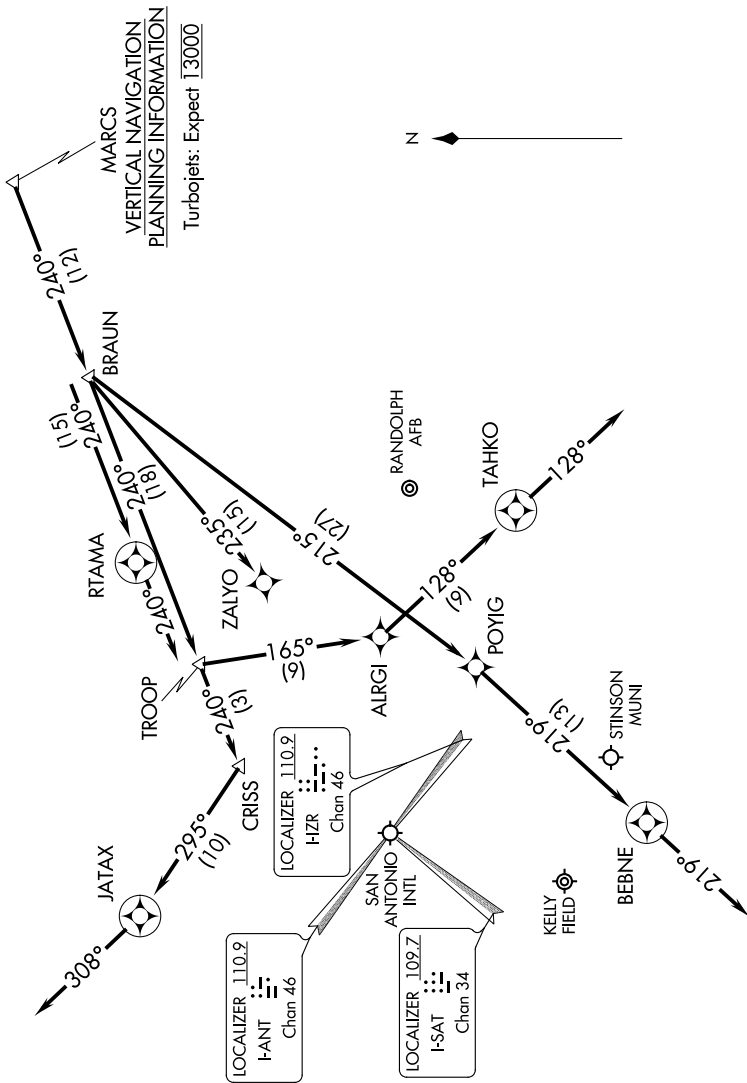 MARCS
VERTICAL NAVIGATION
PLANNING INFORMATION
Turbojets: Expect 13000
N
240°
(12)
BRAUN
(15)
240°
240°
(18)
235°
(15)
215°
(27)
RTAMA
240°
ZALYO
TROOP
240°
(3)
165°
(9)
CRISS
295°
(10)
JATAX
308°
ALRGI
128°
(9)
RANDOLPH
AFB
TAHKO
128°
POYIG
219°
(13)
STINSON
MUNI
BEBNE
219°
KELLY
FIELD
SAN
ANTONIO
INTL
LOCALIZER 110.9
I-IZR
Chan 46
LOCALIZER 110.9
I-ANT
Chan 46
LOCALIZER 109.7
I-SAT
Chan 34